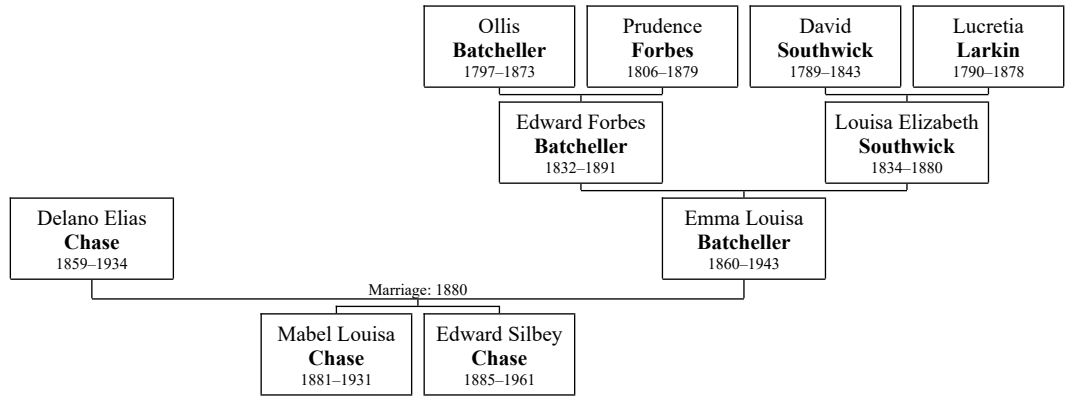 Ollis
Batcheller
1797–1873
Prudence
Forbes
1806–1879
David
Southwick
1789–1843
Lucretia
Larkin
1790–1878
Edward Forbes
Batcheller
1832–1891
Louisa Elizabeth
Southwick
1834–1880
Delano Elias
Chase
1859–1934
Emma Louisa
Batcheller
1860–1943
Marriage: 1880
Mabel Louisa
Chase
1881–1931
Edward Silbey
Chase
1885–1961